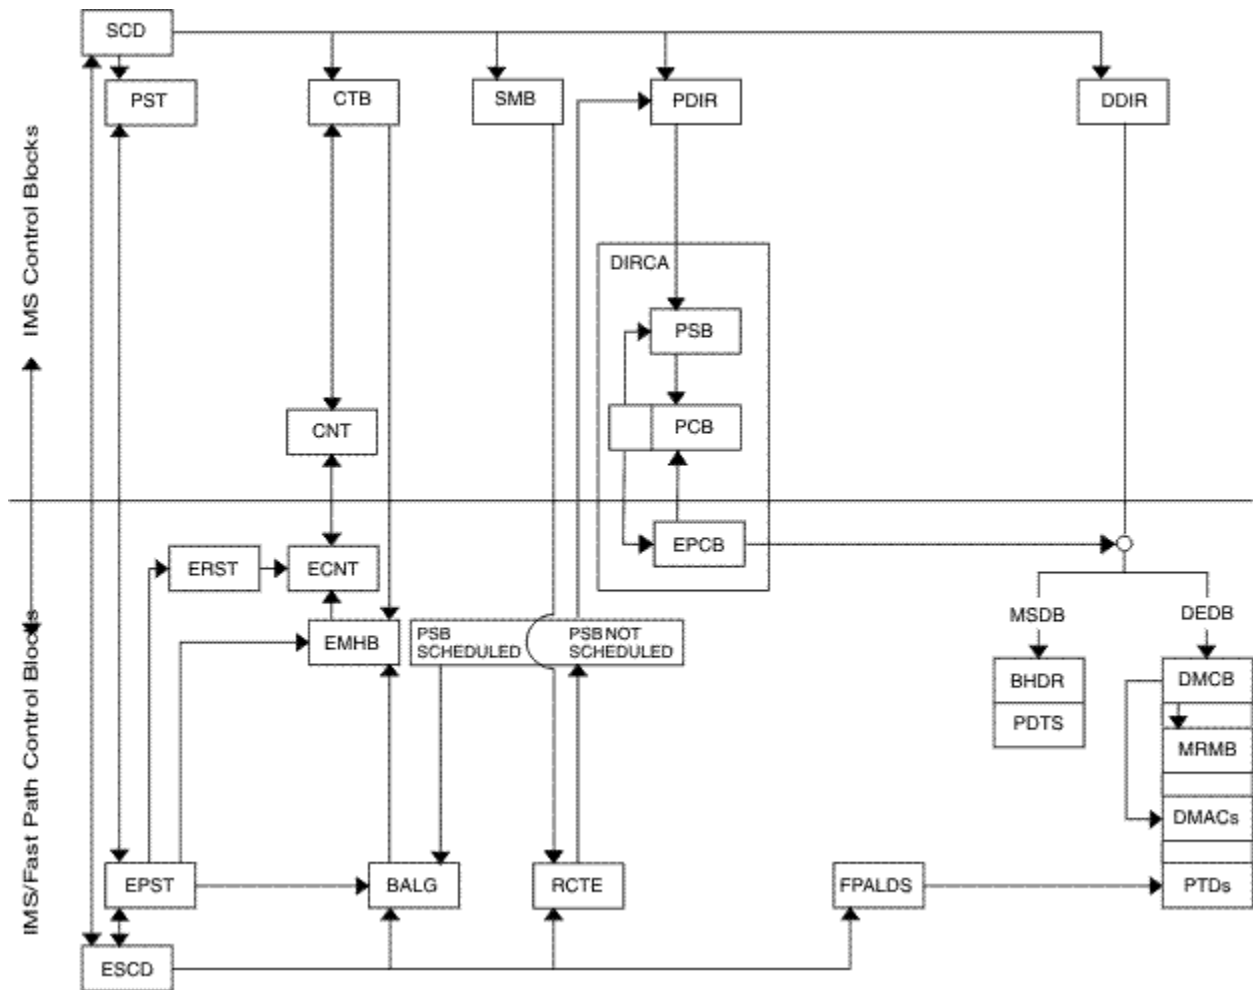 SCD
PST
CTB
SMB
PDIR
DDIR
IMS Control Blocks
DIRCA
PSB
PCB
CNT
EPCB
ERST
ECNT
MSDB
DEDB
EMHB
PSB
SCHEDULED
PSB NOT
SCHEDULED
BHDR
PDTS
DMCB
MRMB
DMACs
IMS/Fast Path Control Blocks
EPST
BALG
RCTE
FPALDS
PTDs
ESCD